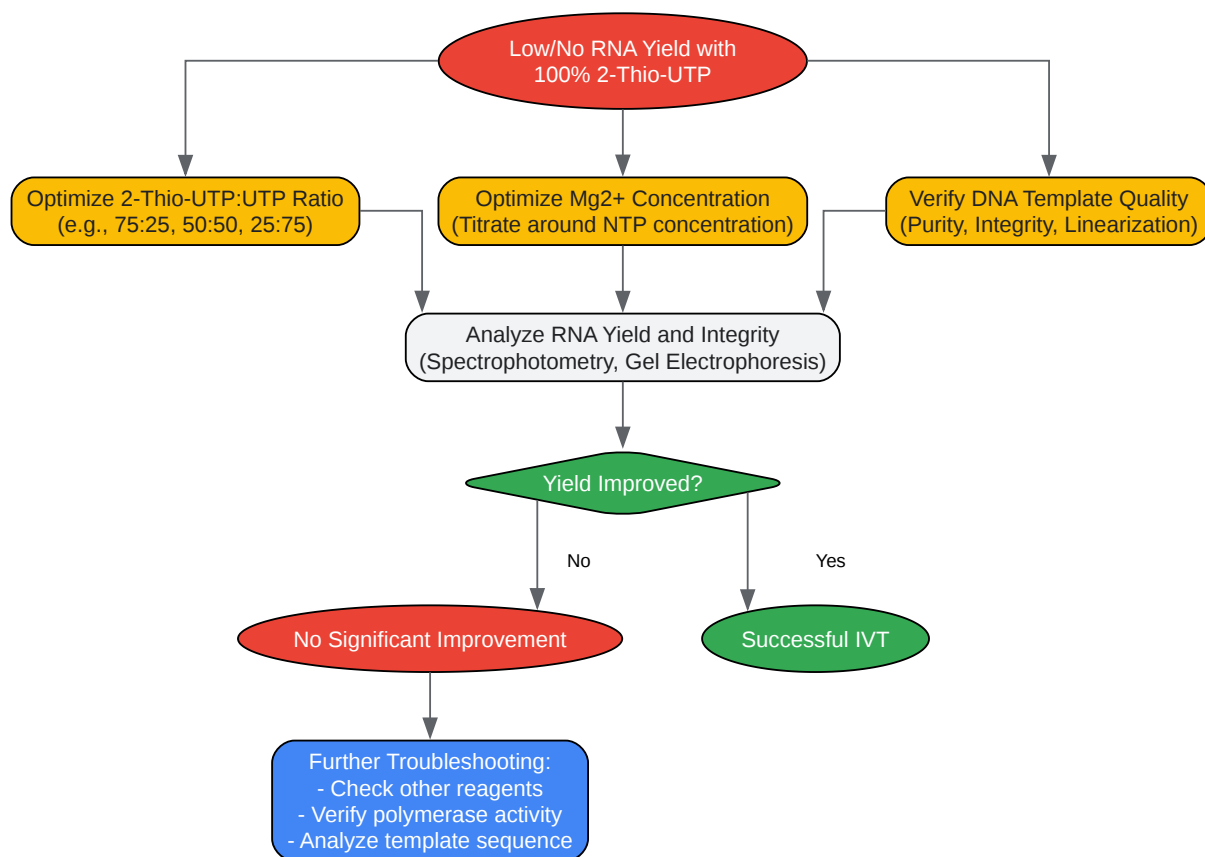 Low/No RNA Yield with
100% 2-Thio-UTP
Optimize 2-Thio-UTP:UTP Ratio
(e.g., 75:25, 50:50, 25:75)
Optimize Mg2+ Concentration
(Titrate around NTP concentration)
Verify DNA Template Quality
(Purity, Integrity, Linearization)
Analyze RNA Yield and Integrity
(Spectrophotometry, Gel Electrophoresis)
Yield Improved?
No
Yes
No Significant Improvement
Successful IVT
Further Troubleshooting:
- Check other reagents
- Verify polymerase activity
- Analyze template sequence